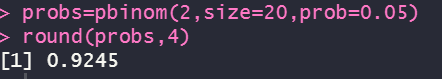 > probs=pbinom(2,size=20,prob=0.05)
> round(probs,4)
[1] 0.9245